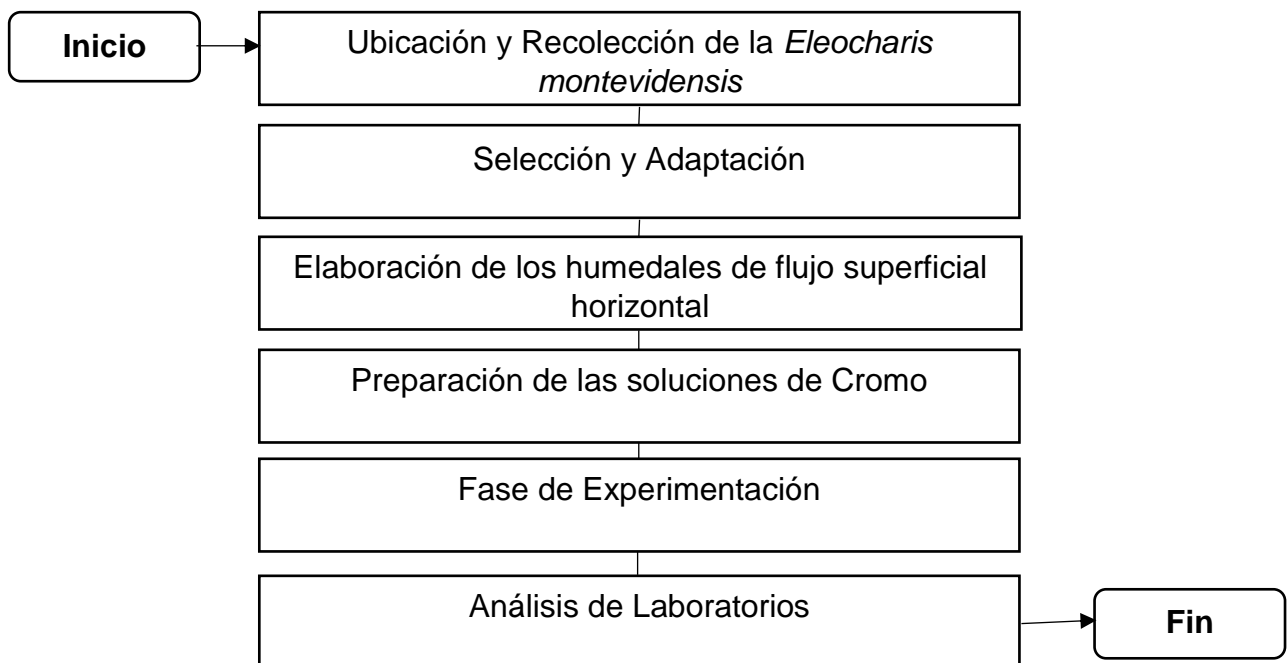 Inicio
Ubicación y Recolección de la Eleocharis
montevidensis
Selección y Adaptación
Elaboración de los humedales de flujo superficial
horizontal
Preparación de las soluciones de Cromo
Fase de Experimentación
Análisis de Laboratorios
Fin